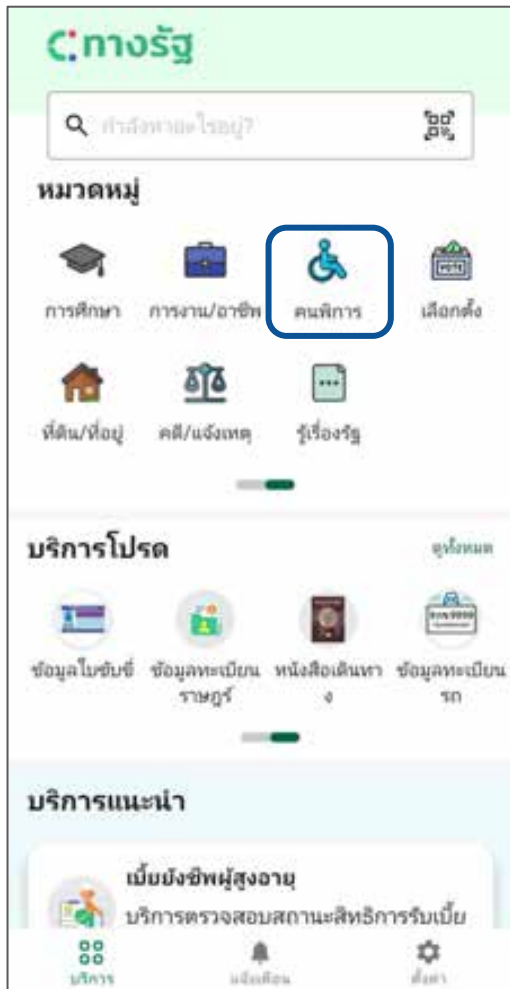 ทางรัฐ
กำลังหาอะไรอยู่?
หมวดหมู่
การศึกษา การงาน/อาชีพ คนพิการ เลือกตั้ง
VOTE
ที่ดิน/ที่อยู่ คดี/แจ้งเหตุ รู้เรื่องรัฐ
บริการโปรด ดูทั้งหมด
ข้อมูลใบขับขี่ ข้อมูลทะเบียน หนังสือเดินทา ข้อมูลทะเบียน
ราษฎร์ ง รถ
บริการแนะนำ
เบี้ยยังชีพผู้สูงอายุ
บริการตรวจสอบสถานะสิทธิการรับเบี้ย
บริการ แจ้งเตือน ตั้งค่า